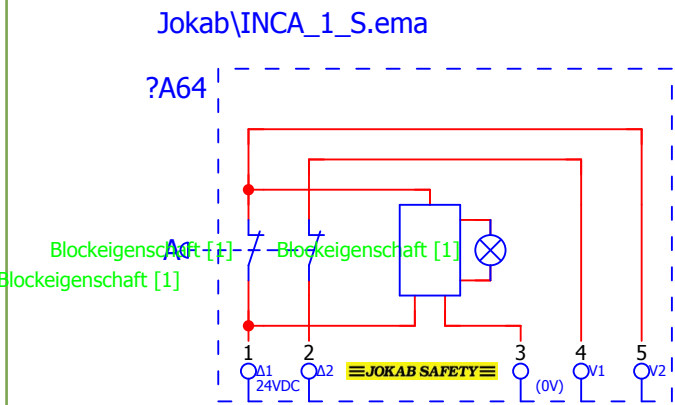 Jokab\INCA_1_S.ema
?A64
Blockeigenschaft [1]
Blockeigenschaft [1]
Blockeigenschaft [1]
1 2 3 4 5
Δ1 Δ2 JOKAB SAFETY V1 V2
24VDC (0V)